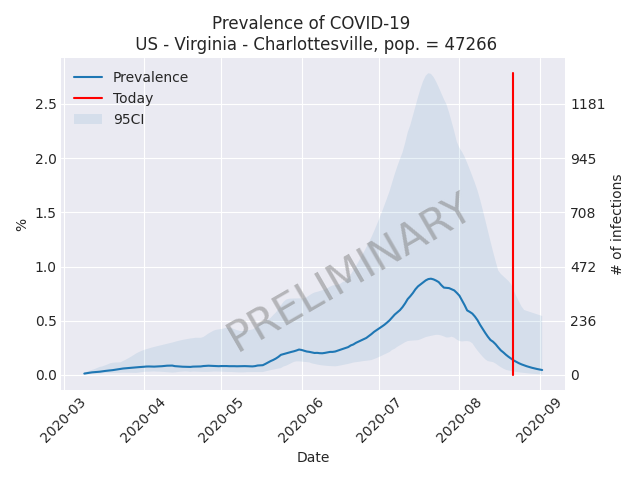 Prevalence of COVID-19
US - Virginia - Charlottesville, pop. = 47266
Prevalence
Today
95CI
2.5
2.0
1.5
1.0
0.5
0.0
%
1181
945
708
472
236
0
# of infections
PRELIMINARY
2020-03
2020-04
2020-05
2020-06
2020-07
2020-08
2020-09
Date